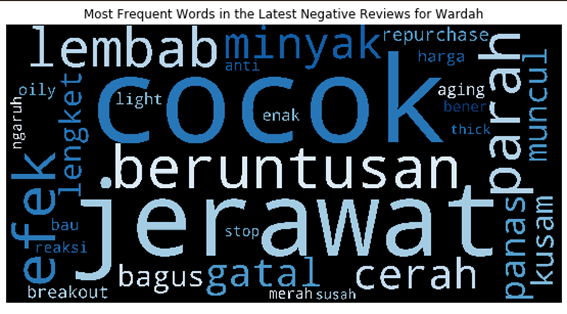 Most Frequent Words in the Latest Negative Reviews for Wardah
lembab
minyak
repurchase
harga
anti
cocok
parah
muncul
oily
light
enak
aging
bener
thick
ngaruh
lengket
beruntusan
efek
jerawat
bau
reaksi
stop
panas
kusam
bagus
gatal
cerah
breakout
merah
susah